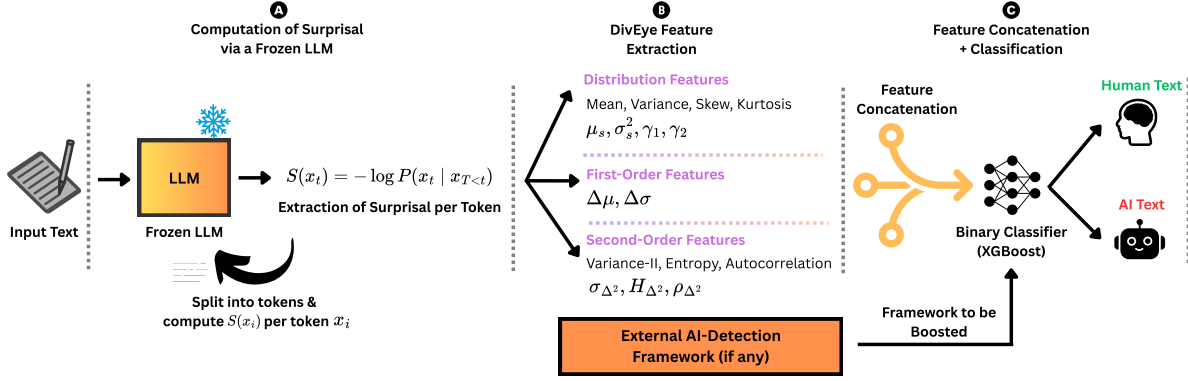 A
Computation of Surprisal
via a Frozen LLM
Input Text
LLM
Frozen LLM
S(x_t) = − log P(x_t | x_{T<t})
Extraction of Surprisal per Token
Split into tokens &
compute S(x_i) per token x_i
B
DivEye Feature
Extraction
Distribution Features
Mean, Variance, Skew, Kurtosis
μ_s, σ_s^2, γ_1, γ_2
First-Order Features
Δμ, Δσ
Second-Order Features
Variance-II, Entropy, Autocorrelation
σ_{Δ^2}, H_{Δ^2}, ρ_{Δ^2}
External AI-Detection
Framework (if any)
C
Feature Concatenation
+ Classification
Feature
Concatenation
Human Text
AI Text
Binary Classifier
(XGBoost)
Framework to be
Boosted